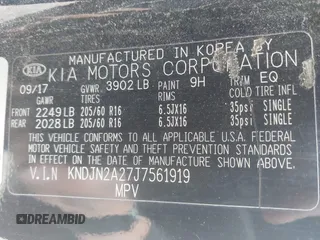 MANUFACTURED IN KOREA BY
KIA KIA MOTORS CORPORATION
09/17 GVWR 3902 LB PAINT 9H TRIM EQ
GAWR TIRES RIMS COLD TIRE INFL
FRONT 2249 LB 205/60 R16 6.5JX16 35psi SINGLE
REAR 2028 LB 205/60 R16 6.5JX16 35psi SINGLE
THIS VEHICLE CONFORMS TO ALL APPLICABLE
U.S. FEDERAL MOTOR VEHICLE SAFETY, BUMPER,
AND THEFT PREVENTION STANDARDS IN EFFECT ON
THE DATE OF MANUFACTURE SHOWN ABOVE.
V.I.N KNDJN2A27J7561919
MPV
DREAMBID